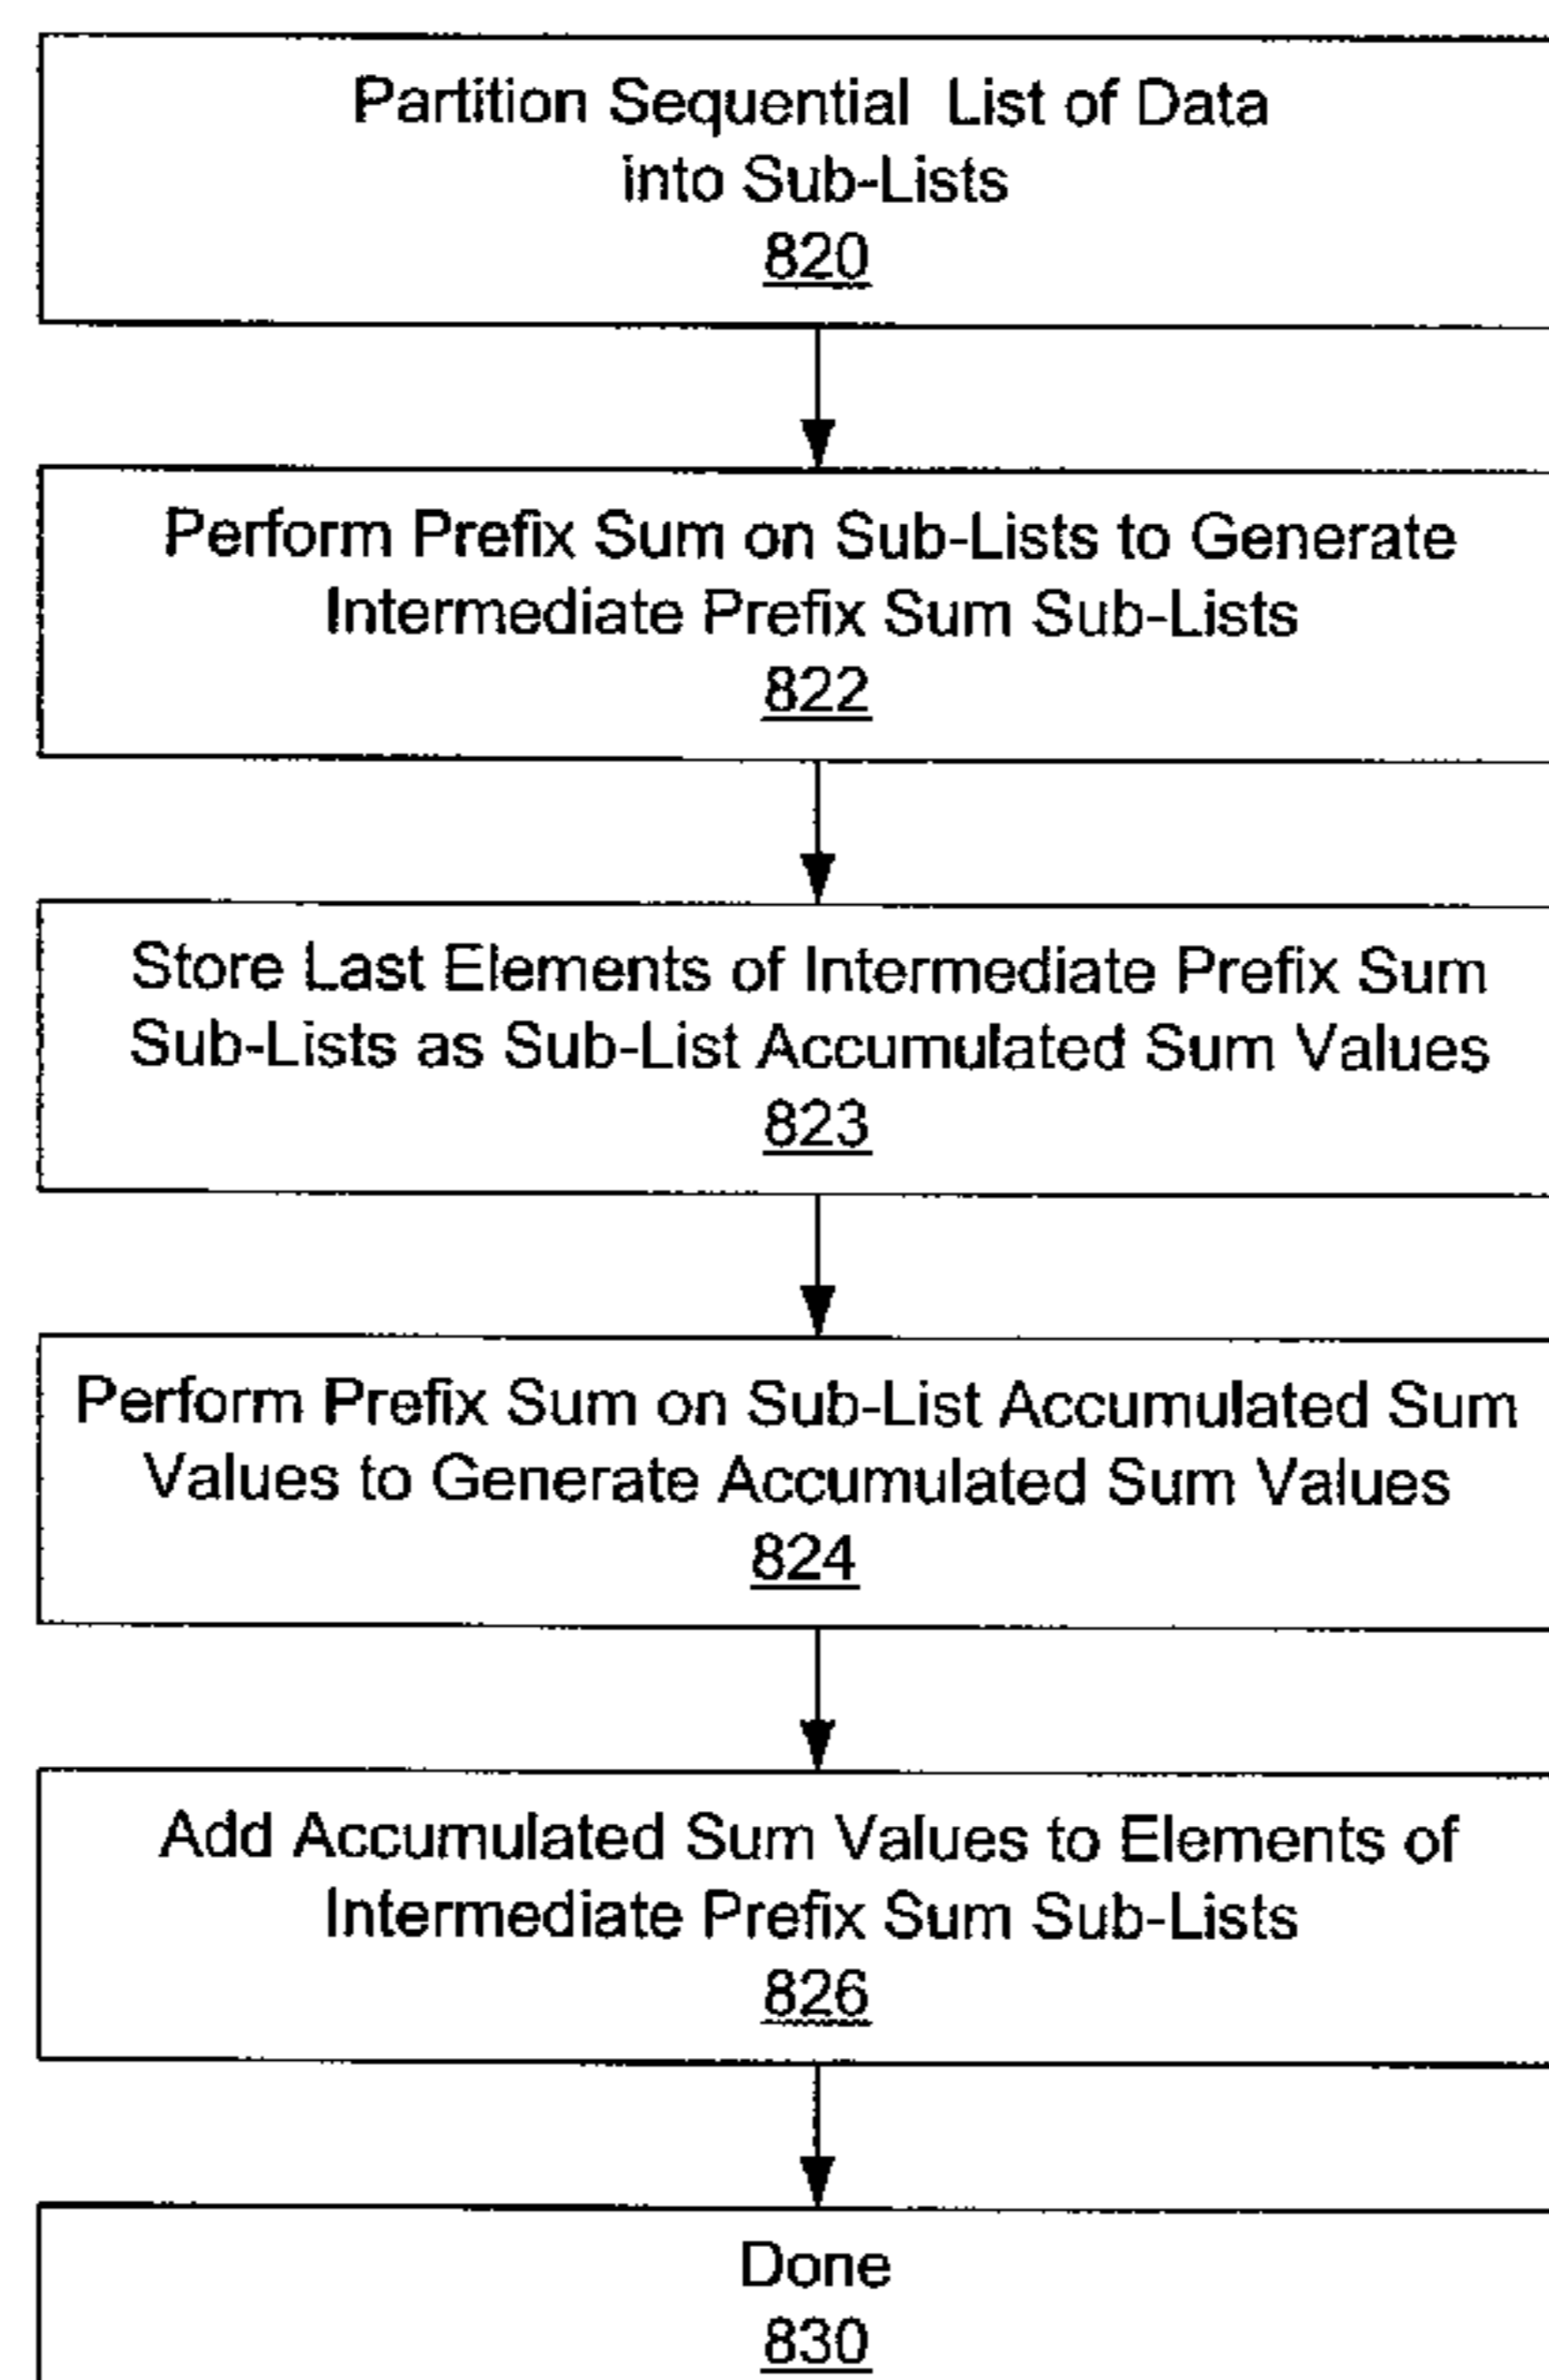 Partition Sequential List of Data
into Sub-Lists
820
Perform Prefix Sum on Sub-Lists to Generate
Intermediate Prefix Sum Sub-Lists
822
Store Last Elements of Intermediate Prefix Sum
Sub-Lists as Sub-List Accumulated Sum Values
823
Perform Prefix Sum on Sub-List Accumulated Sum
Values to Generate Accumulated Sum Values
824
Add Accumulated Sum Values to Elements of
Intermediate Prefix Sum Sub-Lists
826
Done
830